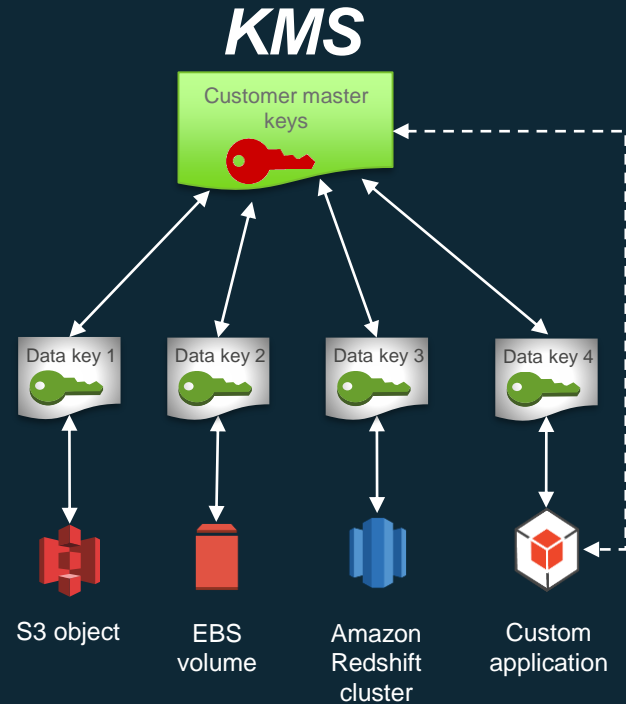 KMS
Customer master
keys
Data key 1
Data key 2
Data key 3
Data key 4
S3 object
EBS
volume
Amazon
Redshift
cluster
Custom
application